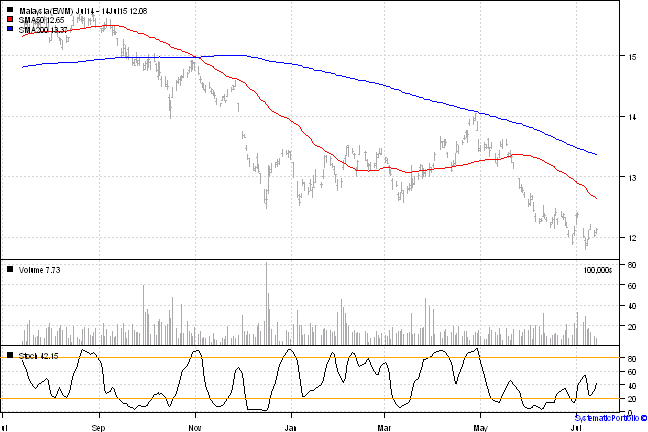 Malaysia(EWM) Jul14 - 14Jul15 12.08
SMA50 12.65
SMA200 13.37
15
14
13
12
Volume 7.73
100,000s
80
60
40
20
Stoch 42.15
80
60
40
20
0
ul Sep Nov Jan Mar May Jul
SystematicPortfolio ©